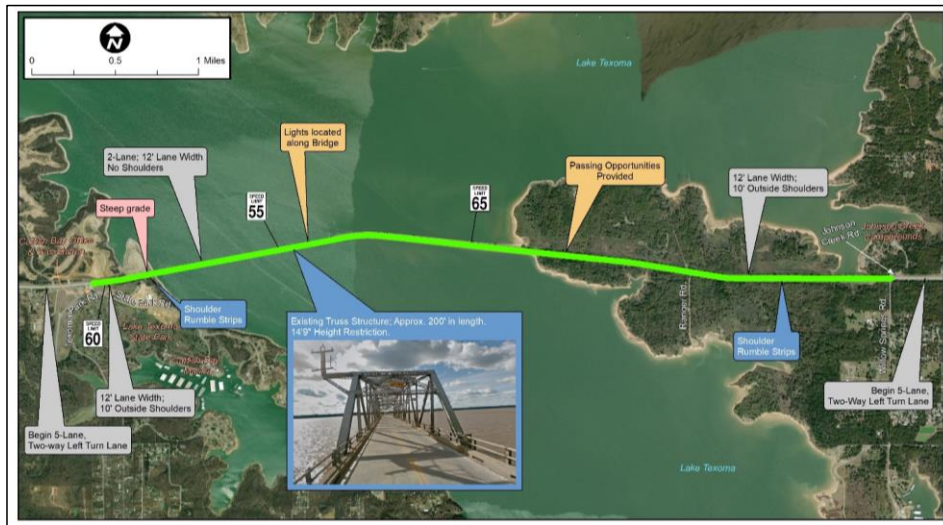 N
0 0.5 1 Miles
Lake Texoma
Lights located
along Bridge
2-Lane; 12' Lane Width
No Shoulders
Passing Opportunities
Provided
12' Lane Width;
10' Outside Shoulders
Steep grade
SPEED
LIMIT
55
SPEED
LIMIT
65
Johnson
Creek Rd
Shoulder
Rumble Strips
SPEED
LIMIT
60
Existing Truss Structure; Approx. 200' in length.
14'9" Height Restriction.
Ranger Rd
Willow Springs Rd
Shoulder
Rumble Strips
12' Lane Width;
10' Outside Shoulders
Begin 5-Lane,
Two-way Left Turn Lane
Begin 5-Lane,
Two-Way Left Turn Lane
Lake Texoma